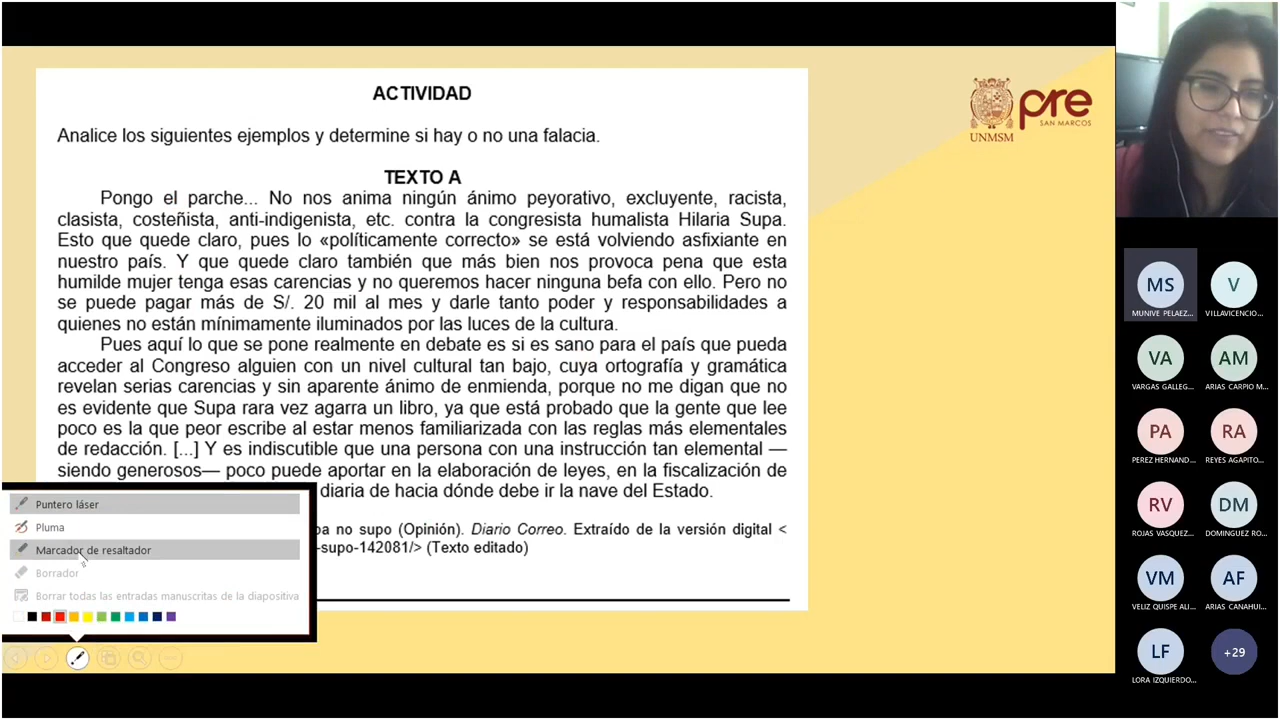 ACTIVIDAD
Analice los siguientes ejemplos y determine si hay o no una falacia.
TEXTO A
Pongo el parche... No nos anima ningún ánimo peyorativo, excluyente, racista,
clasista, costeñista, anti-indigenista, etc. contra la congresista humalista Hilaria Supa.
Esto que quede claro, pues lo «políticamente correcto» se está volviendo asfixiante en
nuestro país. Y que quede claro también que más bien nos provoca pena que esta
humilde mujer tenga esas carencias y no queremos hacer ninguna befa con ello. Pero no
se puede pagar más de S/. 20 mil al mes y darle tanto poder y responsabilidades a
quienes no están mínimamente iluminados por las luces de la cultura.
Pues aquí lo que se pone realmente en debate es si es sano para el país que pueda
acceder al Congreso alguien con un nivel cultural tan bajo, cuya ortografía y gramática
revelan serias carencias y sin aparente ánimo de enmienda, porque no me digan que no
es evidente que Supa rara vez agarra un libro, ya que está probado que la gente que lee
poco es la que peor escribe al estar menos familiarizada con las reglas más elementales
de redacción. [...] Y es indiscutible que una persona con una instrucción tan elemental —
siendo generosos— poco puede aportar en la elaboración de leyes, en la fiscalización de
diaria de hacia dónde debe ir la nave del Estado.
no supo (Opinión). Diario Correo. Extraído de la versión digital <
-supo-142081/> (Texto editado)
Puntero láser
Pluma
Marcador de resaltador
Borrador
Borrar todas las entradas manuscritas de la diapositiva
UNMSM
pre
SAN MARCOS
MS
MUNIVE PELAEZ...
V
VILLAVICENCIO...
VA
VARGAS GALLEG...
AM
ARIAS CARPIO M...
PA
PEREZ HERNAND...
RA
REYES AGAPITO...
RV
ROJAS VASQUEZ...
DM
DOMINGUEZ RO...
VM
VELIZ QUISPE ALI...
AF
ARIAS CANAHUI...
LF
LORA IZQUIERDO...
+29